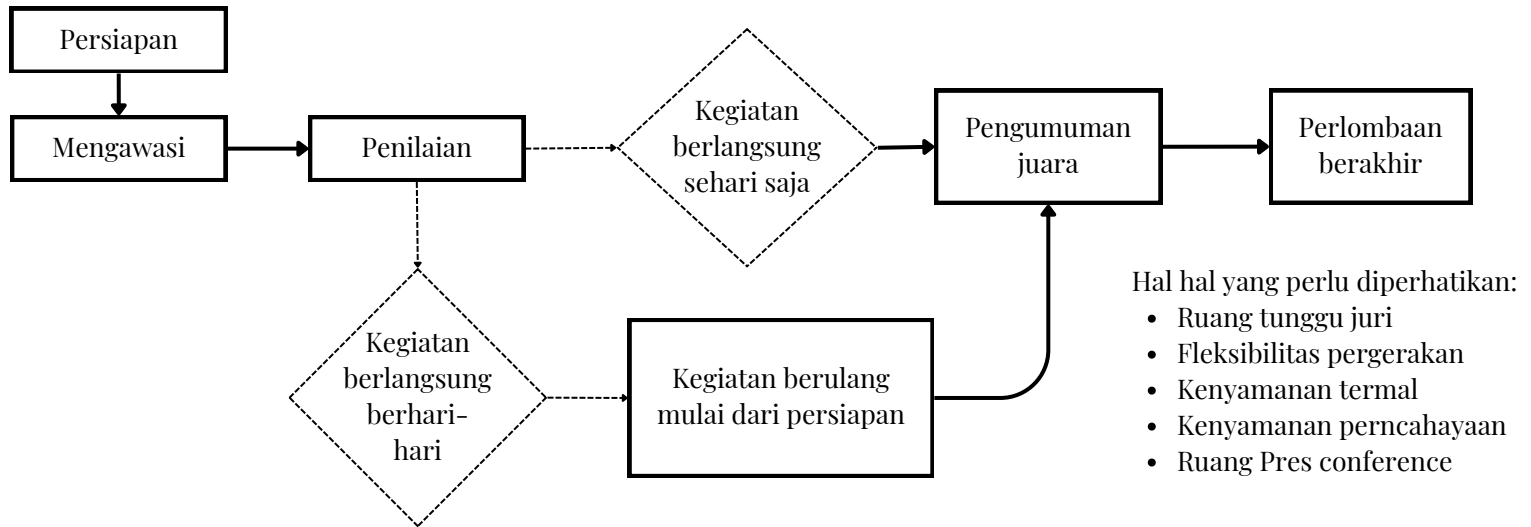 Persiapan
Mengawasi
Penilaian
Kegiatan
berlangsung
sehari saja
Pengumuman
juara
Perlombaan
berakhir
Kegiatan
berlangsung
berhari-
hari
Kegiatan berulang
mulai dari persiapan
Hal hal yang perlu diperhatikan:
• Ruang tunggu juri
• Fleksibilitas pergerakan
• Kenyamanan termal
• Kenyamanan perncahayaan
• Ruang Pres conference